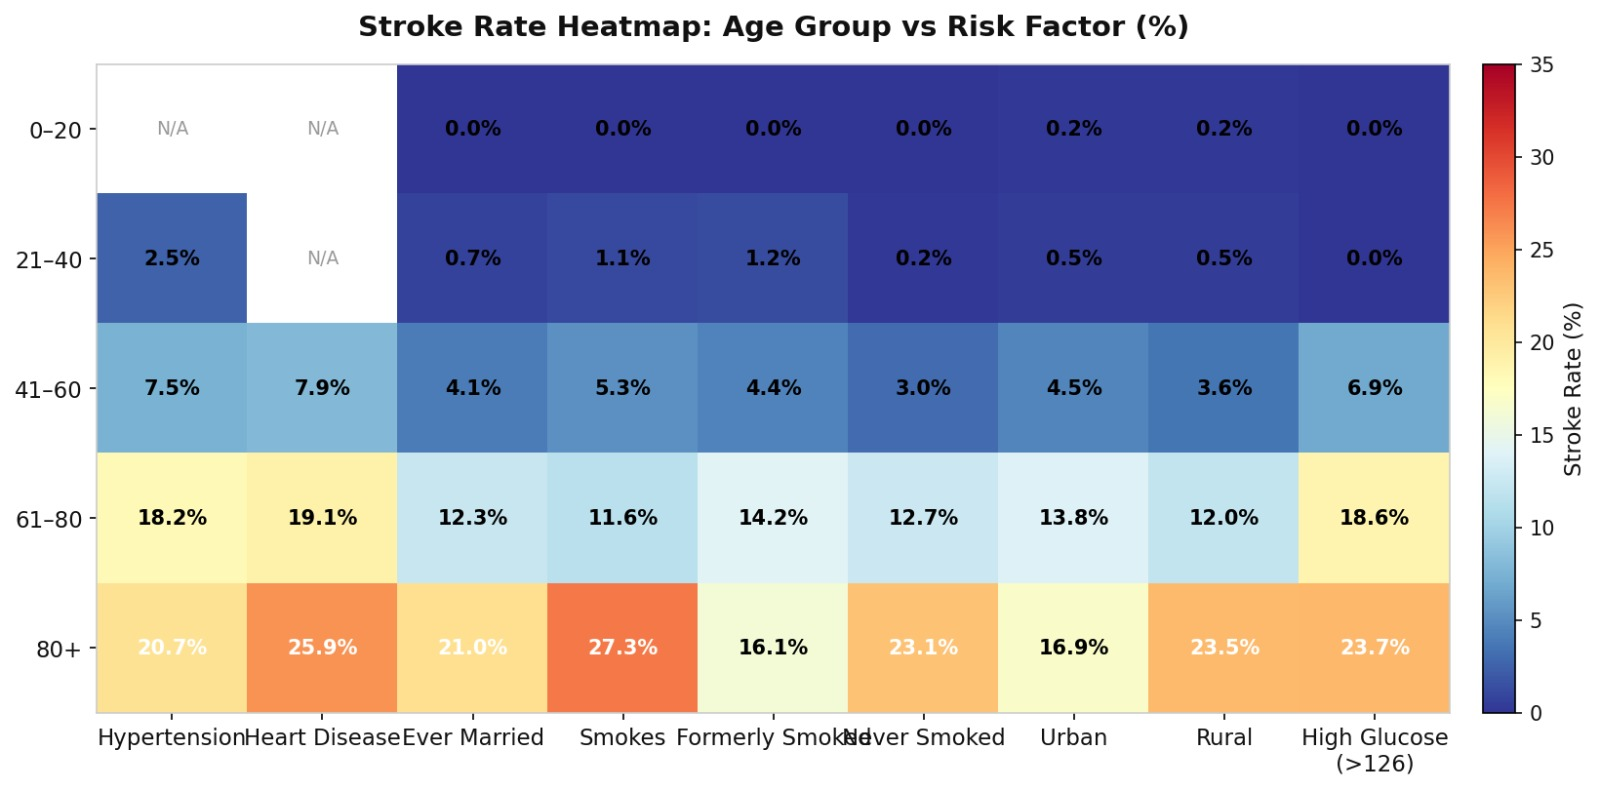 Stroke Rate Heatmap: Age Group vs Risk Factor (%)
0–20 N/A N/A 0.0% 0.0% 0.0% 0.0% 0.2% 0.2% 0.0%
21–40 2.5% N/A 0.7% 1.1% 1.2% 0.2% 0.5% 0.5% 0.0%
41–60 7.5% 7.9% 4.1% 5.3% 4.4% 3.0% 4.5% 3.6% 6.9%
61–80 18.2% 19.1% 12.3% 11.6% 14.2% 12.7% 13.8% 12.0% 18.6%
80+ 20.7% 25.9% 21.0% 27.3% 16.1% 23.1% 16.9% 23.5% 23.7%
Hypertension Heart Disease Ever Married Smokes Formerly Smoked Never Smoked Urban Rural High Glucose
(>126)
35
30
25
20
15
10
5
0
Stroke Rate (%)